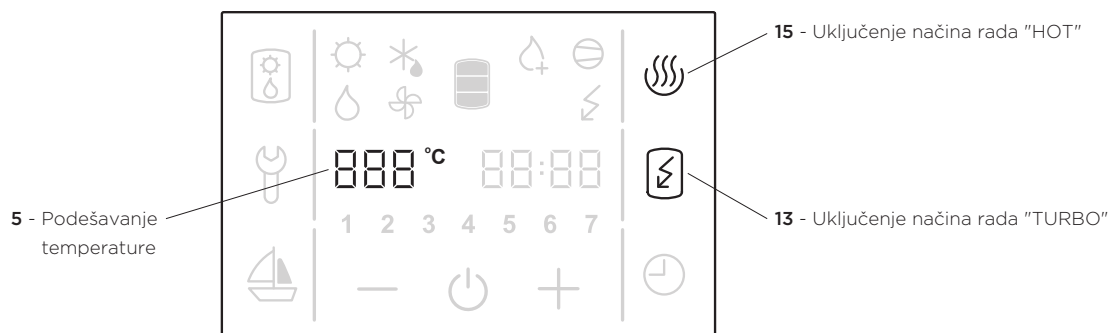 15 - Uključenje načina rada "HOT"
888 °C 88:88
13 - Uključenje načina rada "TURBO"
5 - Podešavanje
temperature
1 2 3 4 5 6 7